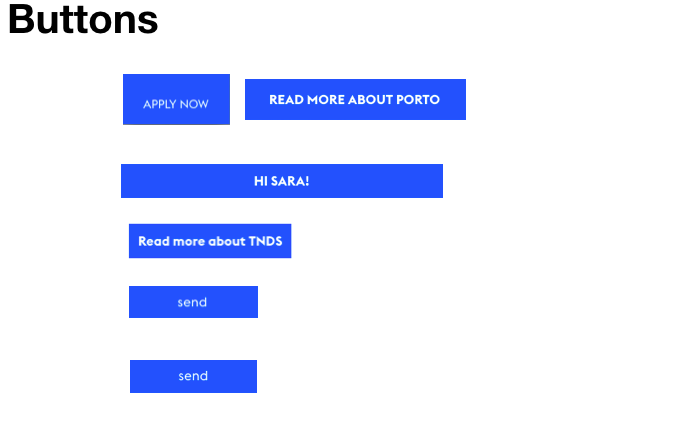 Buttons
APPLY NOW
READ MORE ABOUT PORTO
HI SARA!
Read more about TNDS
send
send